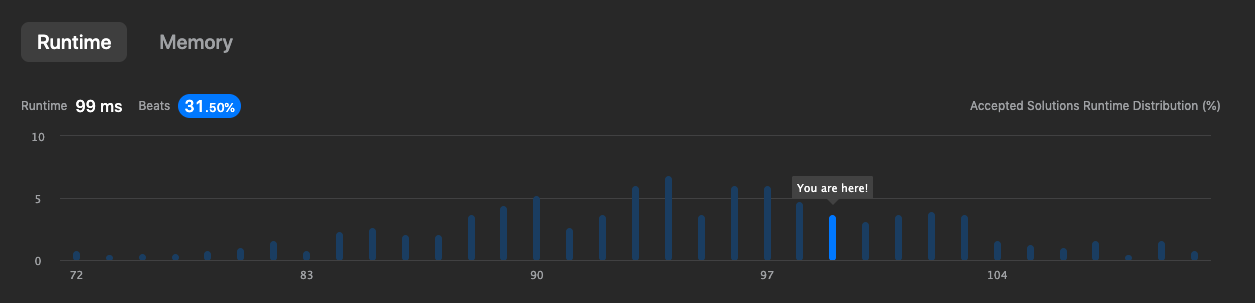 Runtime Memory
Runtime 99 ms Beats 31.50% Accepted Solutions Runtime Distribution (%)
10
You are here!
5
0
72 83 90 97 104